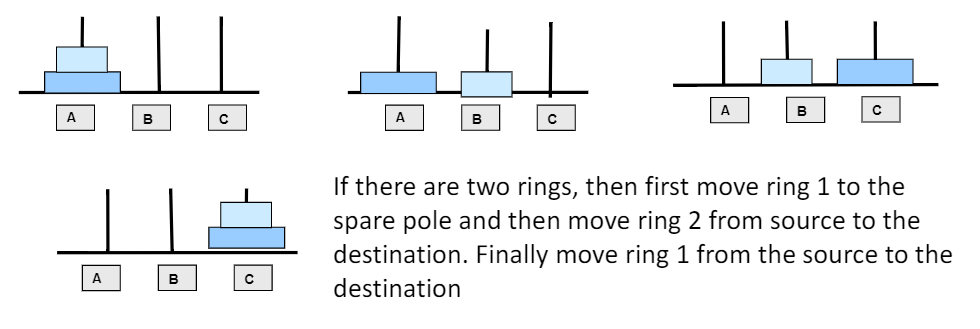 A B C
A B C
A B C
A B C
If there are two rings, then first move ring 1 to the
spare pole and then move ring 2 from source to the
destination. Finally move ring 1 from the source to the
destination